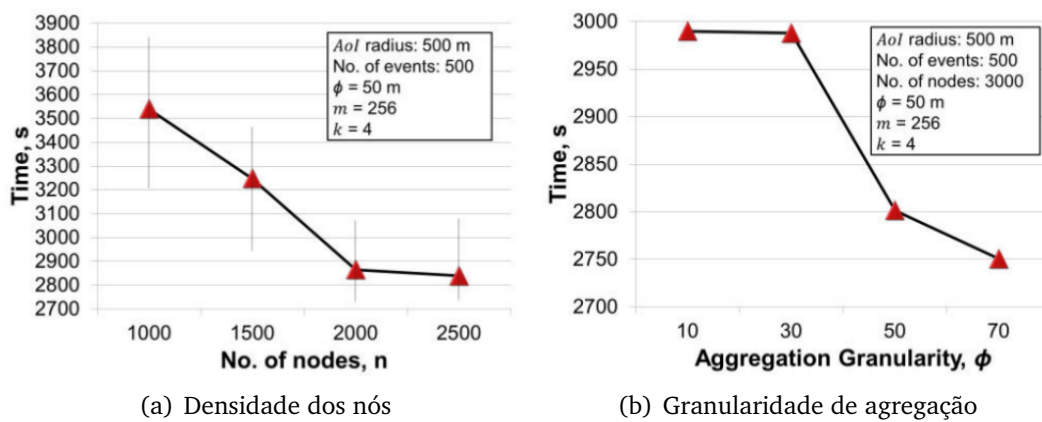 3900
3800
3700
3600
3500
3400
3300
3200
3100
3000
2900
2800
2700
Time, s
1000 1500 2000 2500
No. of nodes, n
AoI radius: 500 m
No. of events: 500
ϕ = 50 m
m = 256
k = 4
(a) Densidade dos nós
3000
2950
2900
2850
2800
2750
2700
Time, s
10 30 50 70
Aggregation Granularity, ϕ
AoI radius: 500 m
No. of events: 500
No. of nodes: 3000
ϕ = 50 m
m = 256
k = 4
(b) Granularidade de agregação